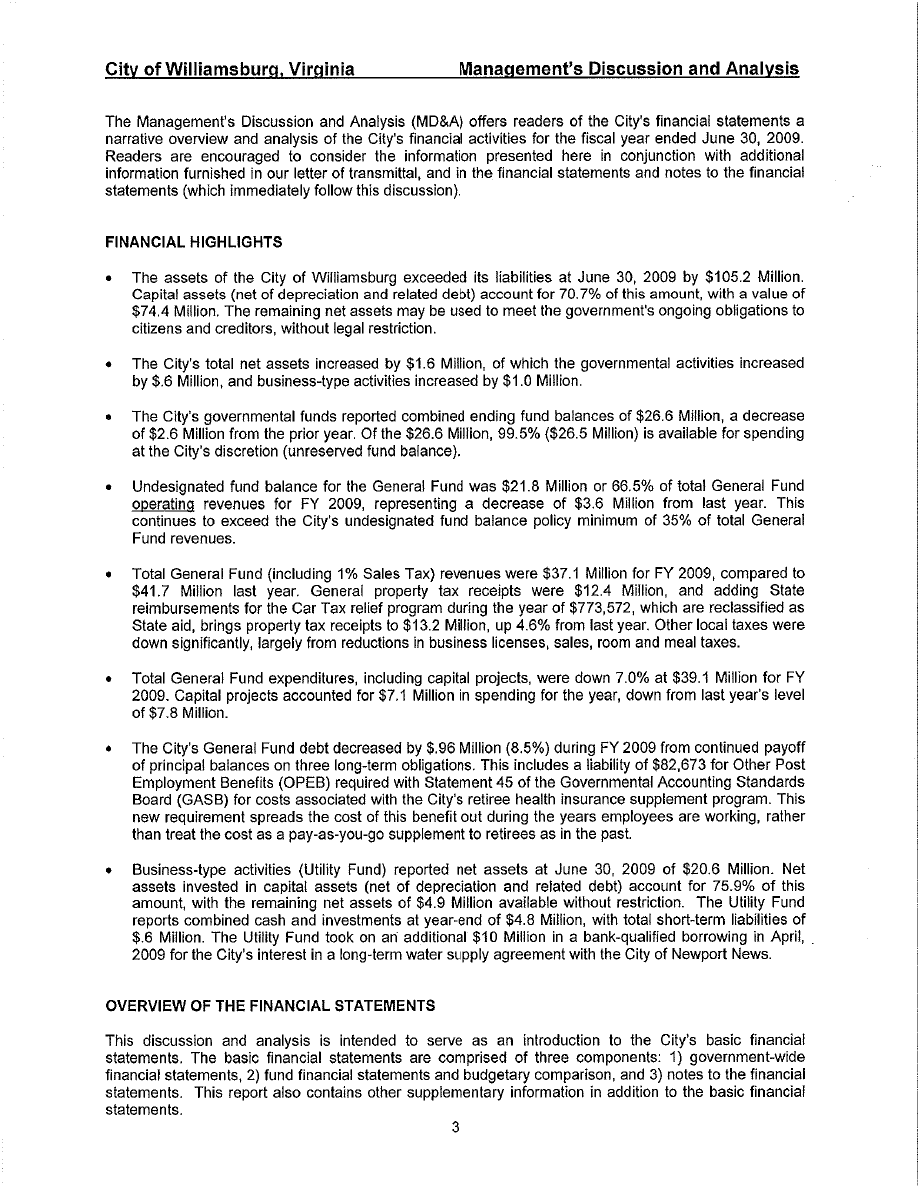 City of Williamsburg, Virginia Management's Discussion and Analysis
The Management's Discussion and Analysis (MD&A) offers readers of the City's financial statements a
narrative overview and analysis of the City's financial activities for the fiscal year ended June 30, 2009.
Readers are encouraged to consider the information presented here in conjunction with additional
information furnished in our letter of transmittal, and in the financial statements and notes to the financial
statements (which immediately follow this discussion).
FINANCIAL HIGHLIGHTS
• The assets of the City of Williamsburg exceeded its liabilities at June 30, 2009 by $105.2 Million.
Capital assets (net of depreciation and related debt) account for 70.7% of this amount, with a value of
$74.4 Million. The remaining net assets may be used to meet the government's ongoing obligations to
citizens and creditors, without legal restriction.
• The City's total net assets increased by $1.6 Million, of which the governmental activities increased
by $.6 Million, and business-type activities increased by $1.0 Million.
• The City's governmental funds reported combined ending fund balances of $26.6 Million, a decrease
of $2.6 Million from the prior year. Of the $26.6 Million, 99.5% ($26.5 Million) is available for spending
at the City's discretion (unreserved fund balance).
• Undesignated fund balance for the General Fund was $21.8 Million or 66.5% of total General Fund
operating revenues for FY 2009, representing a decrease of $3.6 Million from last year. This
continues to exceed the City's undesignated fund balance policy minimum of 35% of total General
Fund revenues.
• Total General Fund (including 1% Sales Tax) revenues were $37.1 Million for FY 2009, compared to
$41.7 Million last year. General property tax receipts were $12.4 Million, and adding State
reimbursements for the Car Tax relief program during the year of $773,572, which are reclassified as
State aid, brings property tax receipts to $13.2 Million, up 4.6% from last year. Other local taxes were
down significantly, largely from reductions in business licenses, sales, room and meal taxes.
• Total General Fund expenditures, including capital projects, were down 7.0% at $39.1 Million for FY
2009. Capital projects accounted for $7.1 Million in spending for the year, down from last year's level
of $7.8 Million.
• The City's General Fund debt decreased by $.96 Million (8.5%) during FY 2009 from continued payoff
of principal balances on three long-term obligations. This includes a liability of $82,673 for Other Post
Employment Benefits (OPEB) required with Statement 45 of the Governmental Accounting Standards
Board (GASB) for costs associated with the City's retiree health insurance supplement program. This
new requirement spreads the cost of this benefit out during the years employees are working, rather
than treat the cost as a pay-as-you-go supplement to retirees as in the past.
• Business-type activities (Utility Fund) reported net assets at June 30, 2009 of $20.6 Million. Net
assets invested in capital assets (net of depreciation and related debt) account for 75.9% of this
amount, with the remaining net assets of $4.9 Million available without restriction. The Utility Fund
reports combined cash and investments at year-end of $4.8 Million, with total short-term liabilities of
$.6 Million. The Utility Fund took on an additional $10 Million in a bank-qualified borrowing in April,
2009 for the City's interest in a long-term water supply agreement with the City of Newport News.
OVERVIEW OF THE FINANCIAL STATEMENTS
This discussion and analysis is intended to serve as an introduction to the City's basic financial
statements. The basic financial statements are comprised of three components: 1) government-wide
financial statements, 2) fund financial statements and budgetary comparison, and 3) notes to the financial
statements. This report also contains other supplementary information in addition to the basic financial
statements.
3